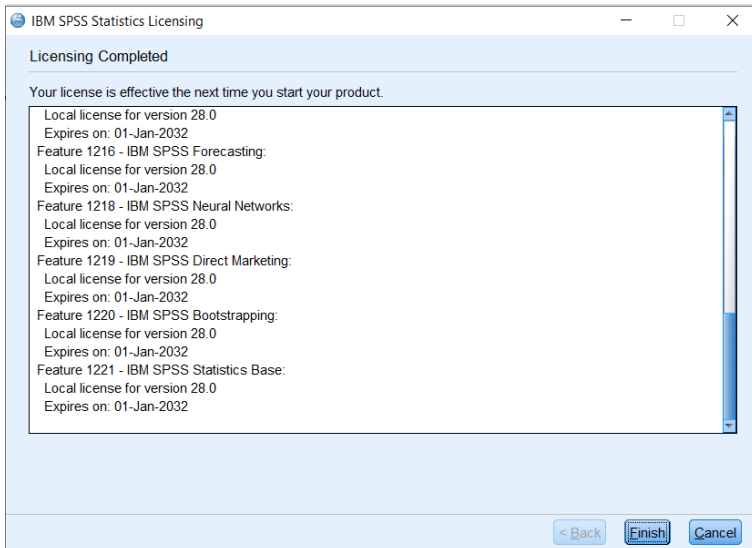 IBM SPSS Statistics Licensing
Licensing Completed
Your license is effective the next time you start your product.
Local license for version 28.0
Expires on: 01-Jan-2032
Feature 1216 - IBM SPSS Forecasting:
Local license for version 28.0
Expires on: 01-Jan-2032
Feature 1218 - IBM SPSS Neural Networks:
Local license for version 28.0
Expires on: 01-Jan-2032
Feature 1219 - IBM SPSS Direct Marketing:
Local license for version 28.0
Expires on: 01-Jan-2032
Feature 1220 - IBM SPSS Bootstrapping:
Local license for version 28.0
Expires on: 01-Jan-2032
Feature 1221 - IBM SPSS Statistics Base:
Local license for version 28.0
Expires on: 01-Jan-2032
< Back Finish Cancel